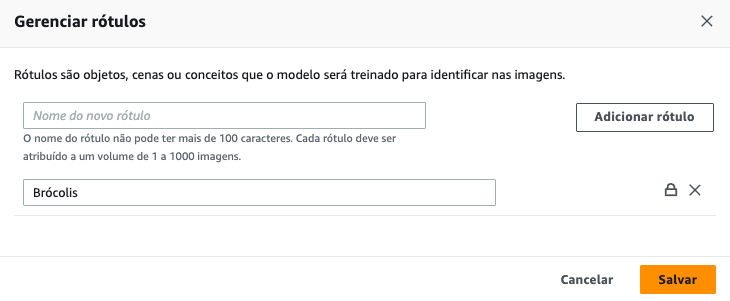 Gerenciar rótulos
Rótulos são objetos, cenas ou conceitos que o modelo será treinado para identificar nas imagens.
Nome do novo rótulo
Adicionar rótulo
O nome do rótulo não pode ter mais de 100 caracteres. Cada rótulo deve ser
atribuído a um volume de 1 a 1000 imagens.
Brócolis
Cancelar
Salvar